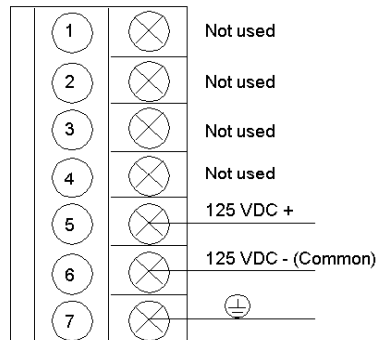 1 Not used
2 Not used
3 Not used
4 Not used
5 125 VDC +
6 125 VDC - (Common)
7